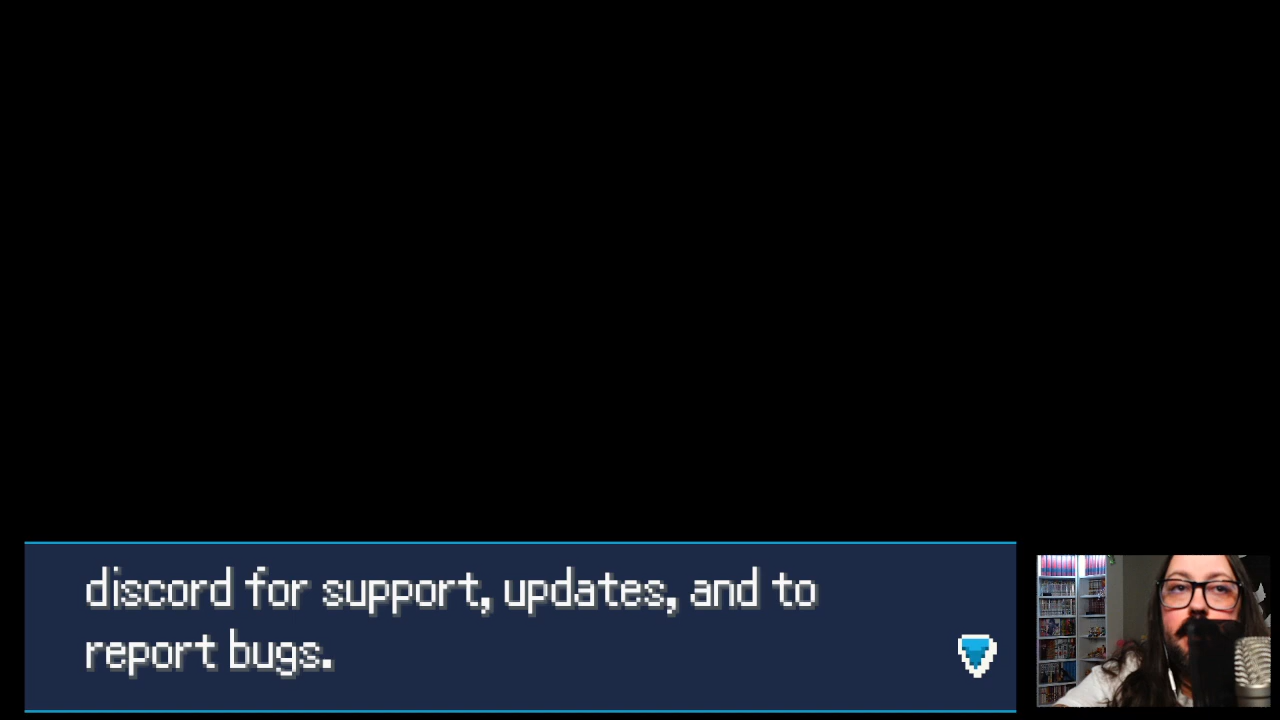 discord for support, updates, and to
report bugs.